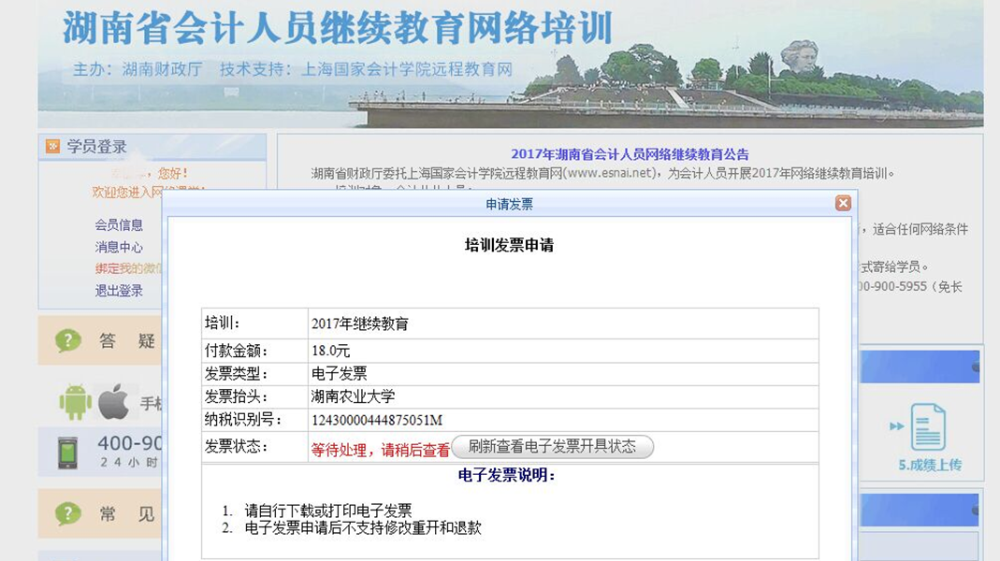 湖南省会计人员继续教育网络培训
主办：湖南财政厅 技术支持：上海国家会计学院远程教育网
学员登录
，您好！
欢迎您进入网络课堂！
会员信息
消息中心
绑定我的微信
退出登录
答 疑
手机
400-90
24小时
常 见
2017年湖南省会计人员网络继续教育公告
湖南省财政厅委托上海国家会计学院远程教育网(www.esnai.net)，为会计人员开展2017年网络继续教育培训。
，适合任何网络条件
式寄给学员。
00-900-5955（免长
5.成绩上传
申请发票
培训发票申请
培训： 2017年继续教育
付款金额： 18.0元
发票类型： 电子发票
发票抬头： 湖南农业大学
纳税识别号： 12430000444875051M
发票状态： 等待处理，请稍后查看 刷新查看电子发票开具状态
电子发票说明：
1. 请自行下载或打印电子发票
2. 电子发票申请后不支持修改重开和退款